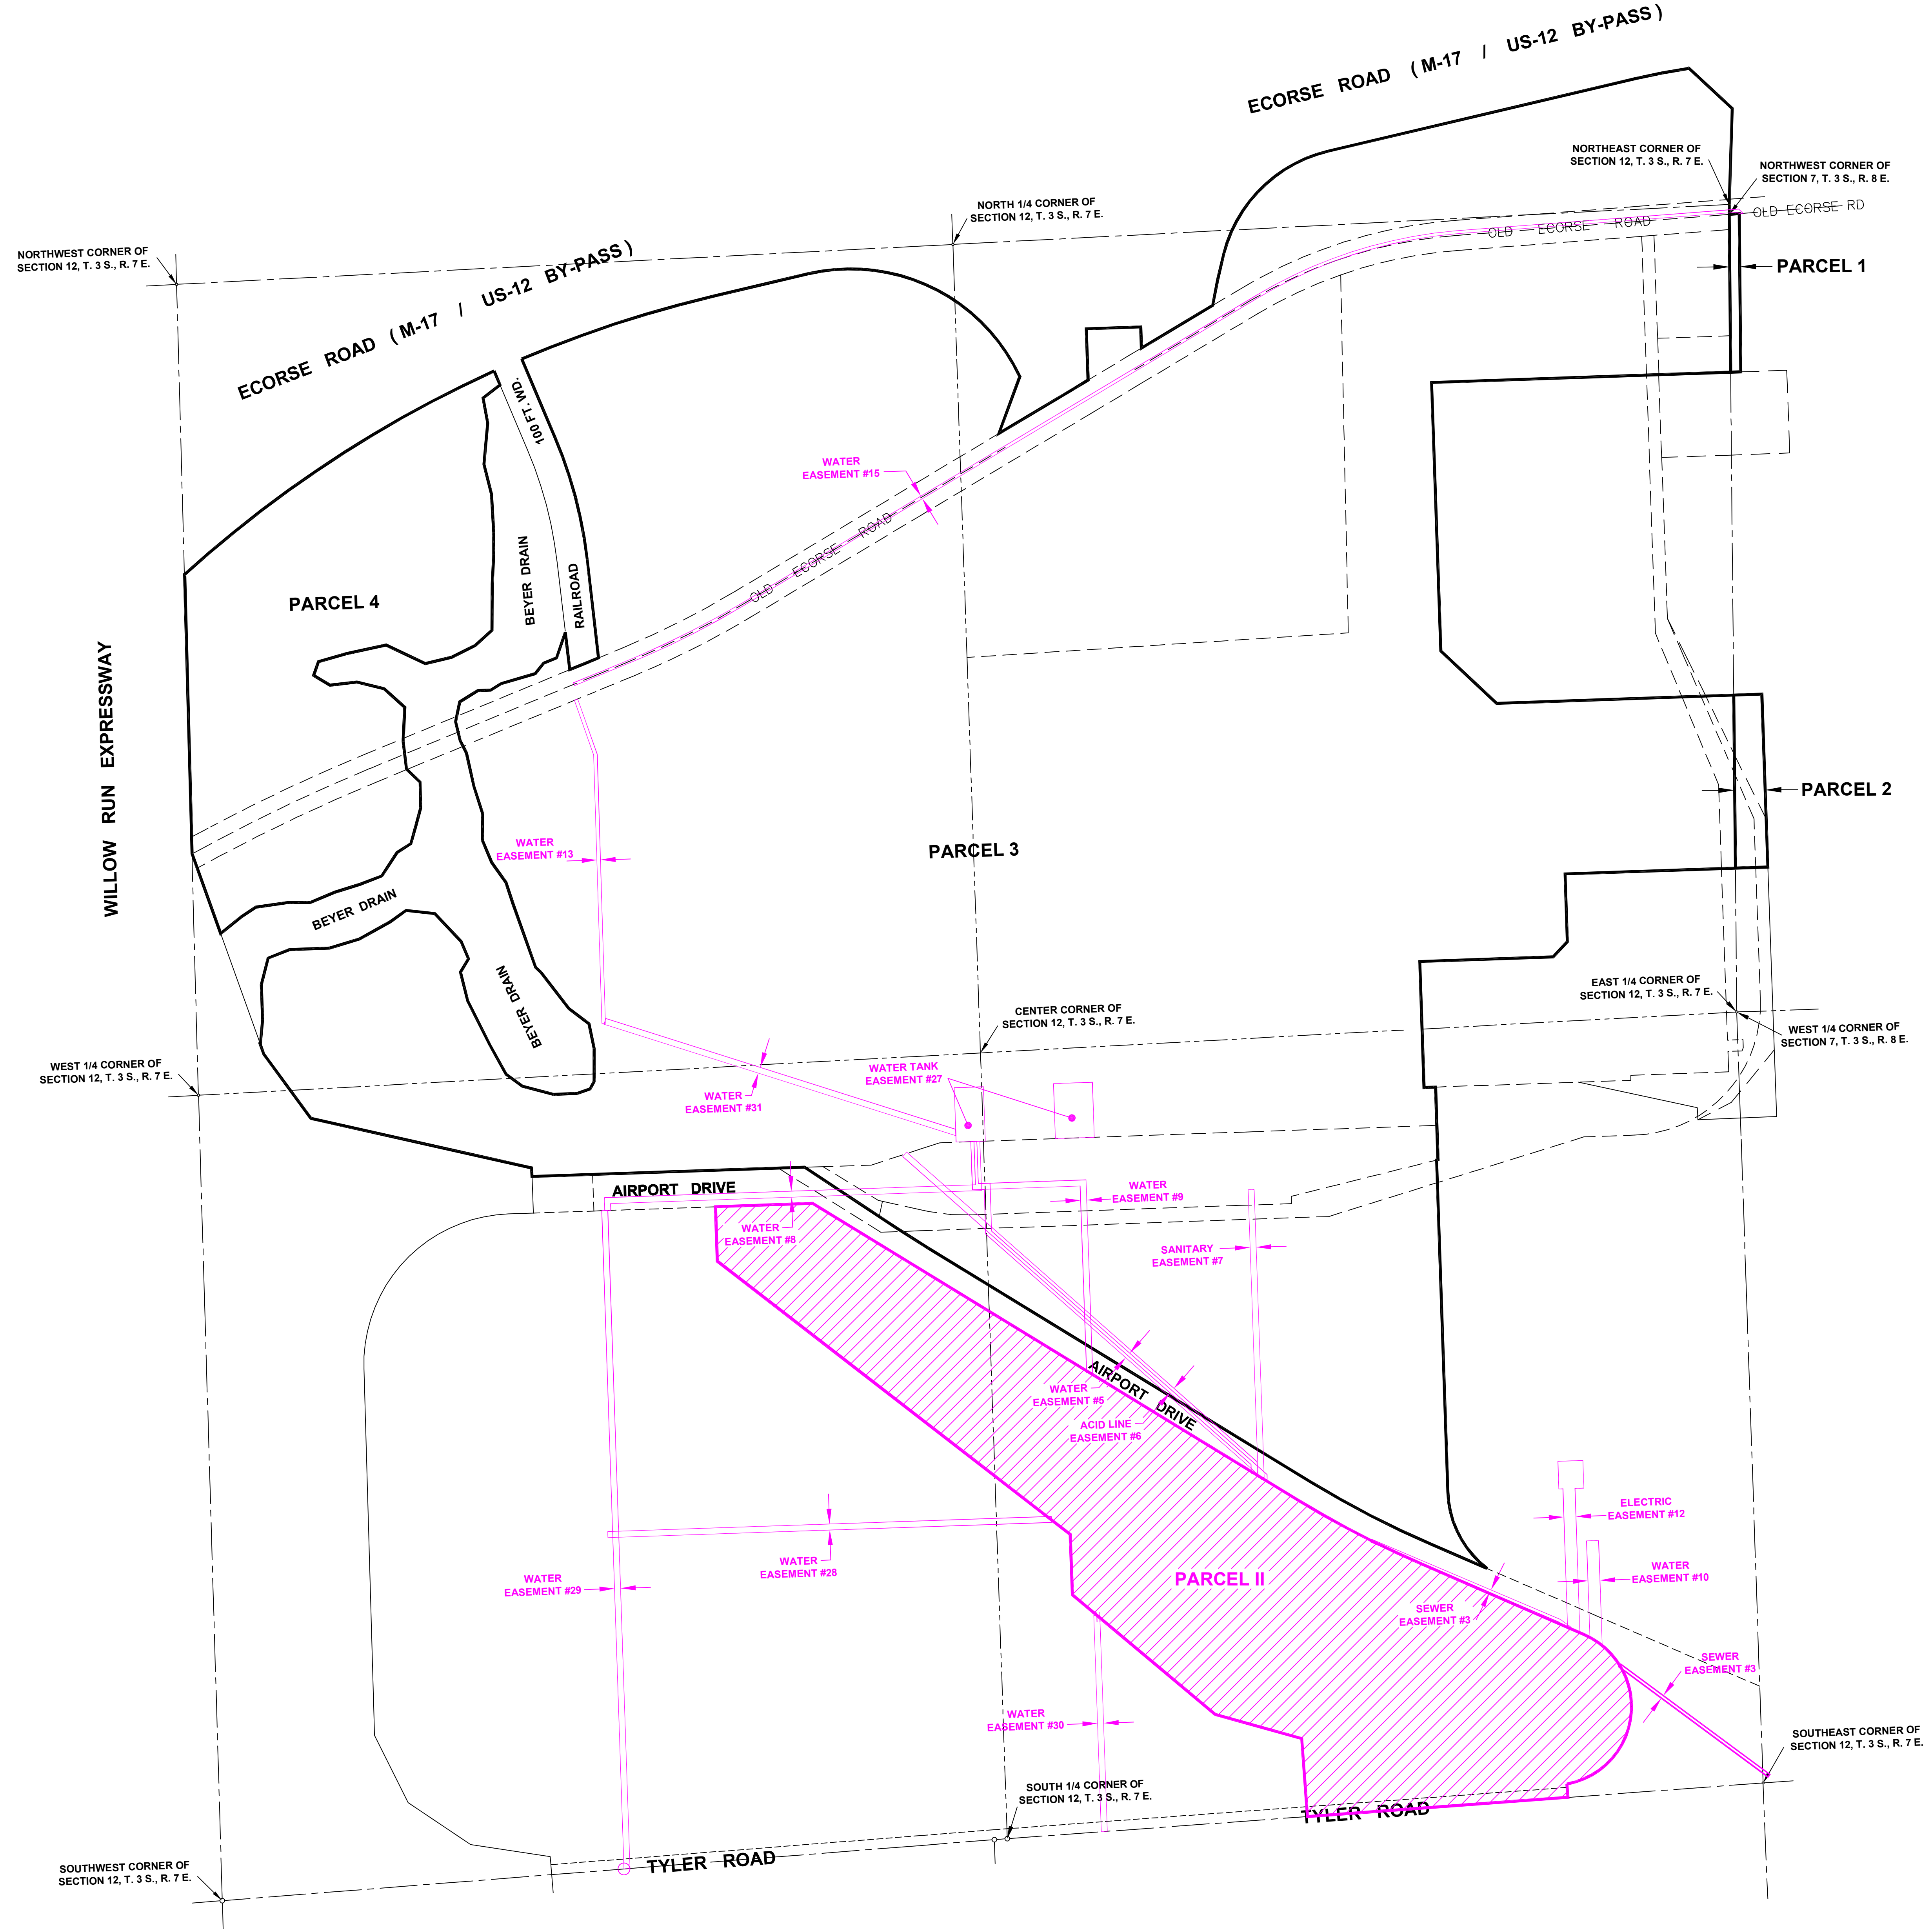 ECORSE ROAD ( M-17 / US-12 BY-PASS )
NORTHEAST CORNER OF
SECTION 12, T. 3 S., R. 7 E.
NORTHWEST CORNER OF
SECTION 7, T. 3 S., R. 8 E.
NORTH 1/4 CORNER OF
SECTION 12, T. 3 S., R. 7 E.
OLD ECORSE RD
OLD ECORSE ROAD
NORTHWEST CORNER OF
SECTION 12, T. 3 S., R. 7 E.
ECORSE ROAD ( M-17 / US-12 BY-PASS )
PARCEL 1
100 FT. WD.
WATER
EASEMENT #15
OLD ECORSE ROAD
BEYER DRAIN
RAILROAD
PARCEL 4
WILLOW RUN EXPRESSWAY
PARCEL 2
WATER
EASEMENT #13
PARCEL 3
BEYER DRAIN
BEYER DRAIN
EAST 1/4 CORNER OF
SECTION 12, T. 3 S., R. 7 E.
CENTER CORNER OF
SECTION 12, T. 3 S., R. 7 E.
WEST 1/4 CORNER OF
SECTION 7, T. 3 S., R. 8 E.
WEST 1/4 CORNER OF
SECTION 12, T. 3 S., R. 7 E.
WATER TANK
EASEMENT #27
WATER
EASEMENT #31
AIRPORT DRIVE
WATER
EASEMENT #9
WATER
EASEMENT #8
SANITARY
EASEMENT #7
AIRPORT DRIVE
WATER
EASEMENT #5
ACID LINE
EASEMENT #6
ELECTRIC
EASEMENT #12
WATER
EASEMENT #28
WATER
EASEMENT #29
WATER
EASEMENT #10
PARCEL II
SEWER
EASEMENT #3
SEWER
EASEMENT #3
WATER
EASEMENT #30
SOUTHEAST CORNER OF
SECTION 12, T. 3 S., R. 7 E.
SOUTH 1/4 CORNER OF
SECTION 12, T. 3 S., R. 7 E.
TYLER ROAD
TYLER ROAD
SOUTHWEST CORNER OF
SECTION 12, T. 3 S., R. 7 E.